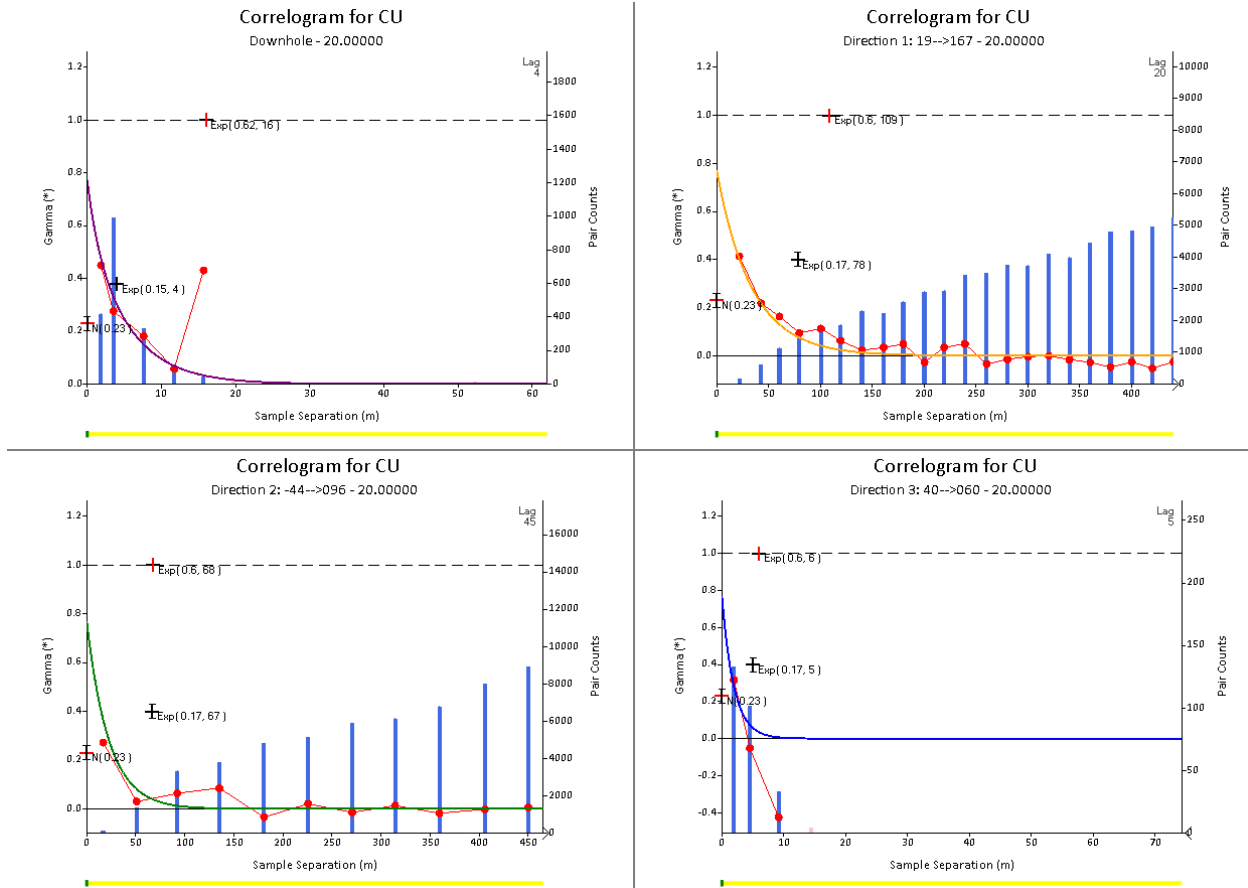 Correlogram for CU
Downhole - 20.00000
Lag
4
1.2
1.0
0.8
0.6
0.4
0.2
0.0
Gamma (*)
Exp( 0.62, 16 )
Exp( 0.15, 4 )
N( 0.23 )
1800
1600
1400
1200
1000
800
600
400
200
0
Pair Counts
0 10 20 30 40 50 60
Sample Separation (m)
Correlogram for CU
Direction 1: 19-->167 - 20.00000
Lag
20
1.2
1.0
0.8
0.6
0.4
0.2
0.0
Gamma (*)
Exp( 0.6, 109 )
Exp( 0.17, 78 )
N( 0.23 )
10000
9000
8000
7000
6000
5000
4000
3000
2000
1000
0
Pair Counts
0 50 100 150 200 250 300 350 400
Sample Separation (m)
Correlogram for CU
Direction 2: -44-->096 - 20.00000
Lag
45
1.2
1.0
0.8
0.6
0.4
0.2
0.0
Gamma (*)
Exp( 0.6, 68 )
Exp( 0.17, 67 )
N( 0.23 )
16000
14000
12000
10000
8000
6000
4000
2000
0
Pair Counts
0 50 100 150 200 250 300 350 400 450
Sample Separation (m)
Correlogram for CU
Direction 3: 40-->060 - 20.00000
Lag
5
1.2
1.0
0.8
0.6
0.4
0.2
0.0
-0.2
-0.4
Gamma (*)
Exp( 0.6, 6 )
Exp( 0.17, 5 )
N( 0.23 )
250
200
150
100
50
0
Pair Counts
0 10 20 30 40 50 60 70
Sample Separation (m)